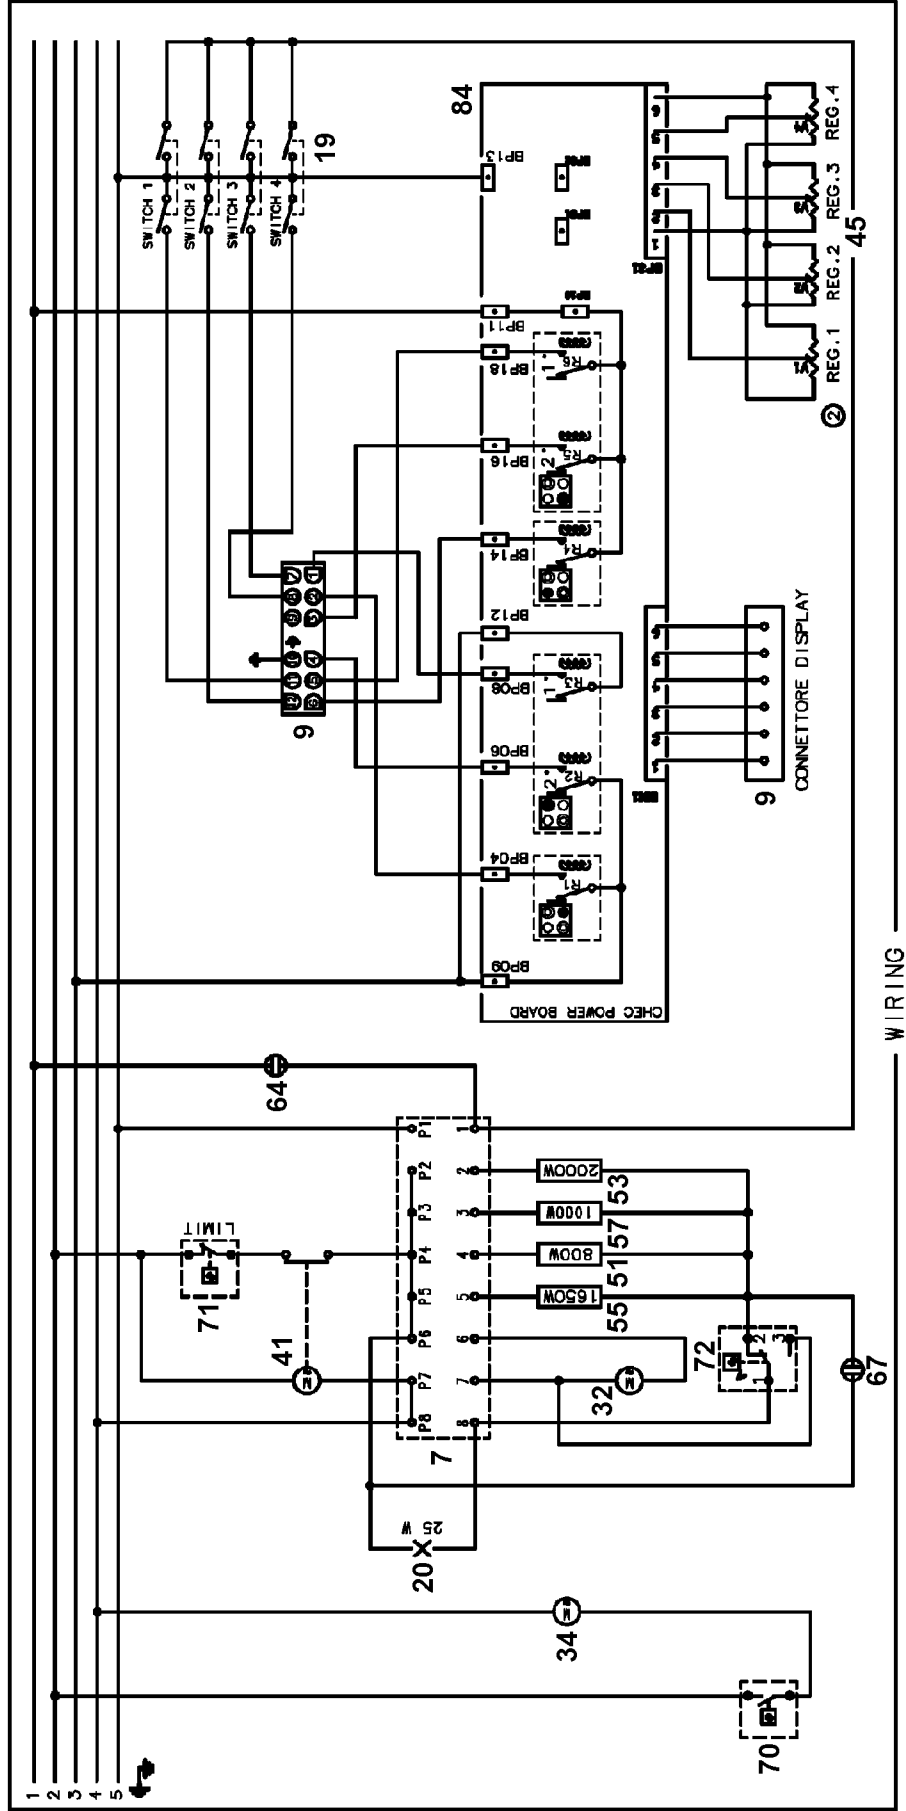 1
2
3
4
5
SWITCH 1
SWITCH 2
SWITCH 3
SWITCH 4
19
84
BP13
BP11
BP18
BP16
BP14
BP12
BP08
BP06
BP04
BP09
R6
R5
R4
R3
R2
R1
1.
2.
1.
2.
CHEC POWER BOARD
REG.1
REG.2
REG.3
REG.4
2
45
9
CONNETTORE DISPLAY
9
64
P1
P2
P3
P4
P5
P6
P7
P8
1
2
3
4
5
6
7
8
7
LIMIT
71
41
2000W
53
1000W
57
800W
51
1650W
55
72
1
2
3
32
67
25 W
20
34
70
WIRING